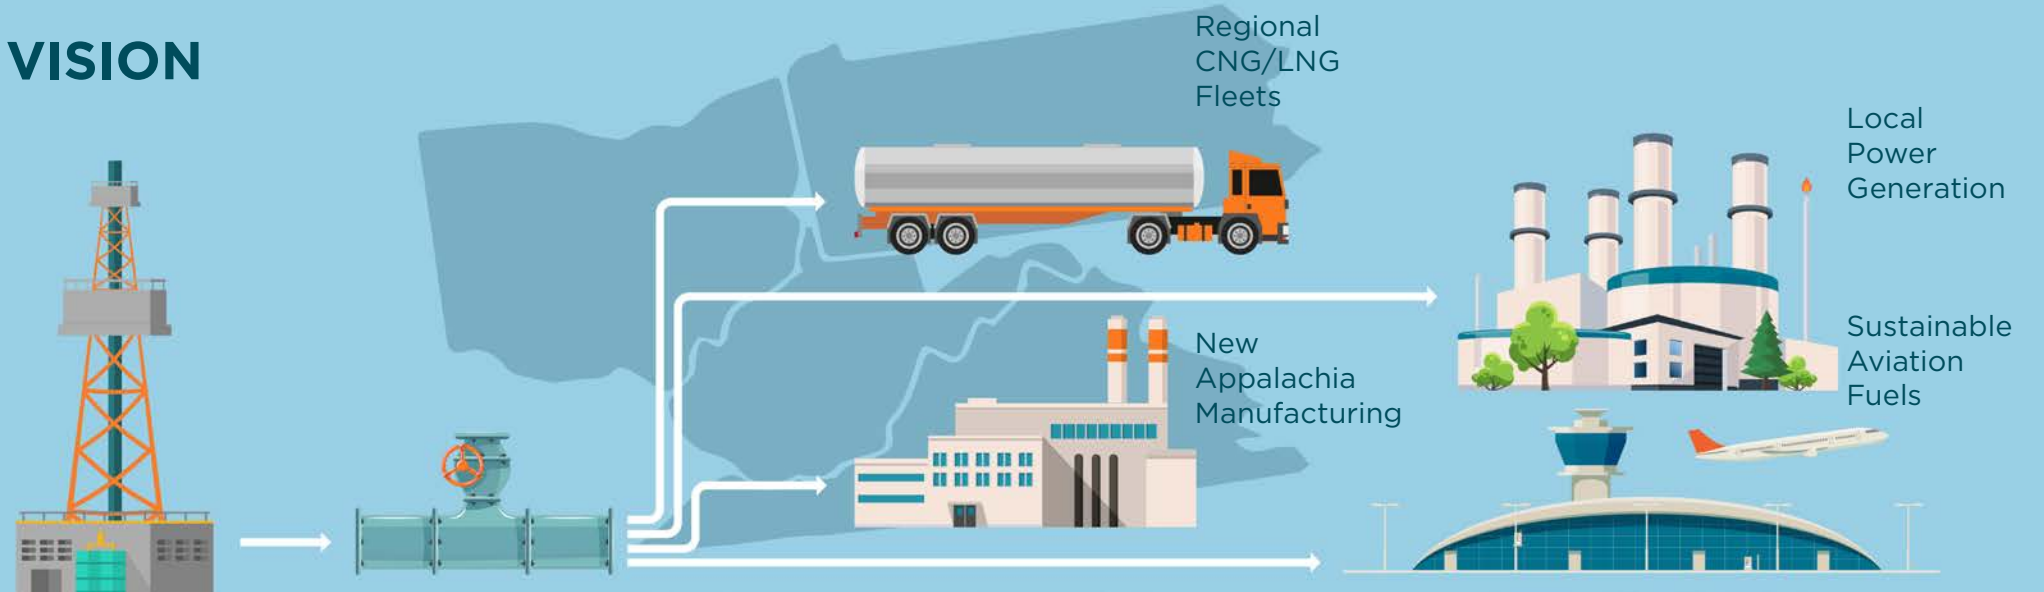 VISION
Regional
CNG/LNG
Fleets
Local
Power
Generation
New
Appalachia
Manufacturing
Sustainable
Aviation
Fuels